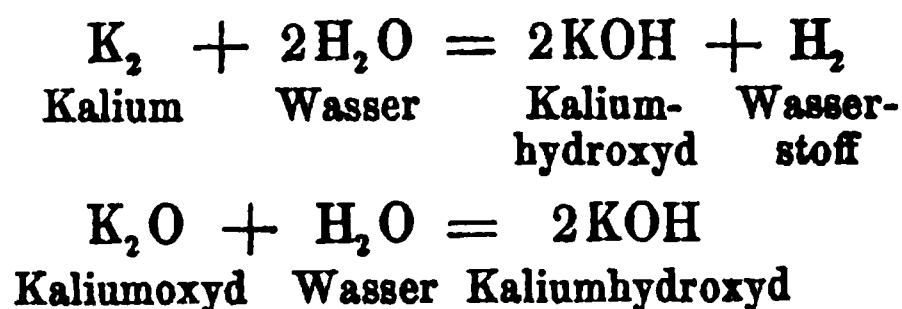 K₂ + 2H₂O = 2KOH + H₂
Kalium Wasser Kalium- Wasser-
hydroxyd stoff
K₂O + H₂O = 2KOH
Kaliumoxyd Wasser Kaliumhydroxyd